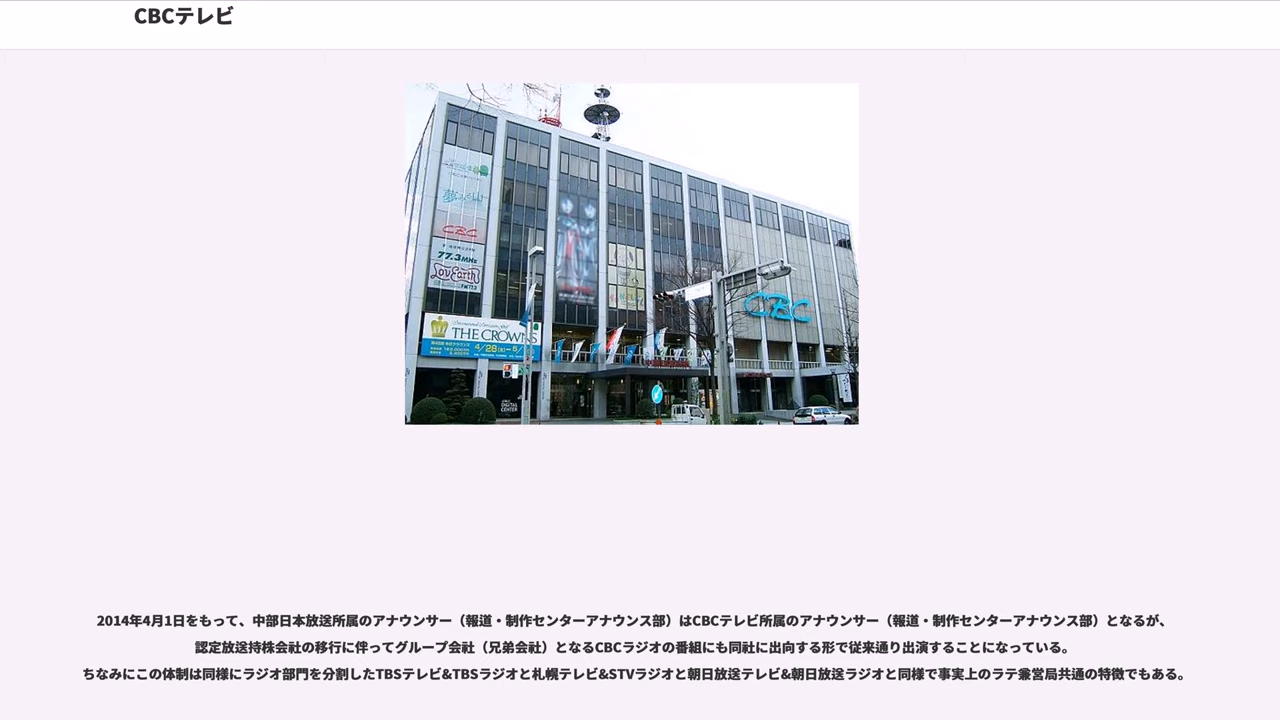 CBCテレビ
CBC
77.3MHz
LovEarth
THE CROWNS
CBC
DIGITAL
CENTER
2014年4月1日をもって、中部日本放送所属のアナウンサー（報道・制作センターアナウンス部）はCBCテレビ所属のアナウンサー（報道・制作センターアナウンス部）となるが、
認定放送持株会社の移行に伴ってグループ会社（兄弟会社）となるCBCラジオの番組にも同社に出向する形で従来通り出演することになっている。
ちなみにこの体制は同様にラジオ部門を分割したTBSテレビ&TBSラジオと札幌テレビ&STVラジオと朝日放送テレビ&朝日放送ラジオと同様で事実上のラテ兼営局共通の特徴でもある。